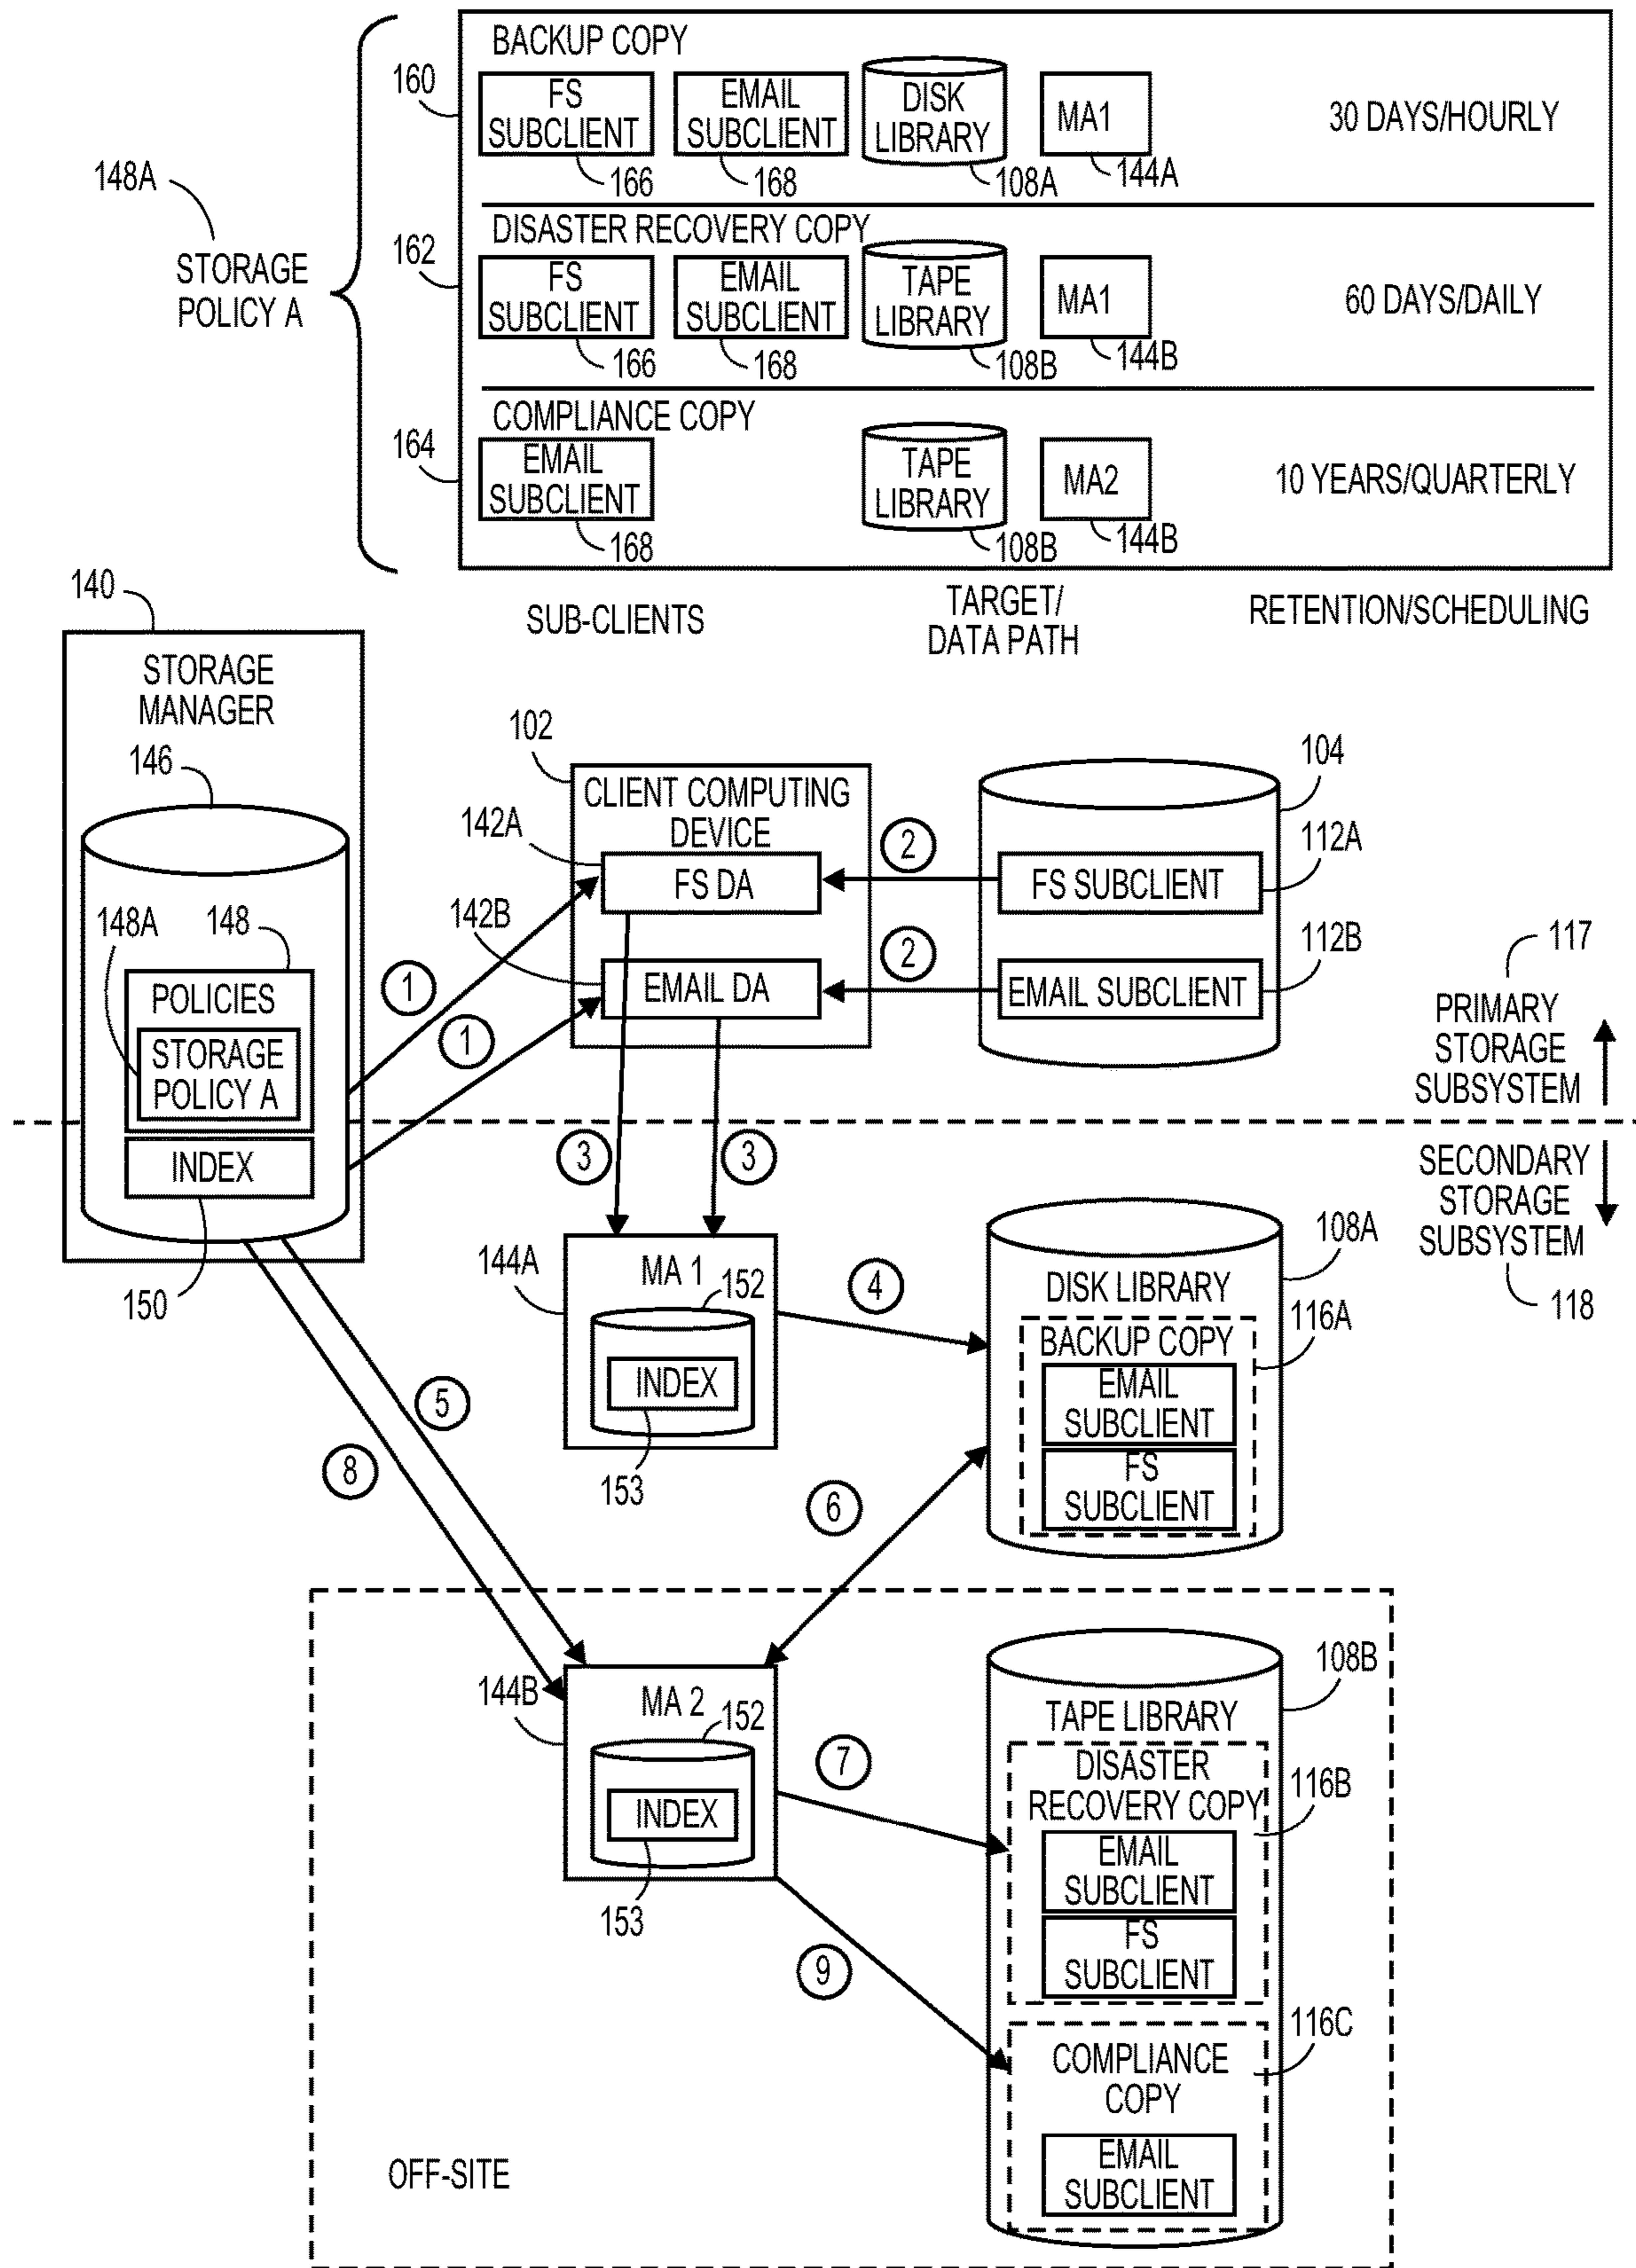 BACKUP COPY
160
FS
SUBCLIENT
166
EMAIL
SUBCLIENT
168
DISK
LIBRARY
108A
MA1
144A
30 DAYS/HOURLY
148A
STORAGE
POLICY A
DISASTER RECOVERY COPY
162
FS
SUBCLIENT
166
EMAIL
SUBCLIENT
168
TAPE
LIBRARY
108B
MA1
144B
60 DAYS/DAILY
COMPLIANCE COPY
164
EMAIL
SUBCLIENT
168
TAPE
LIBRARY
108B
MA2
144B
10 YEARS/QUARTERLY
SUB-CLIENTS
TARGET/
DATA PATH
RETENTION/SCHEDULING
140
STORAGE
MANAGER
146
148A
148
POLICIES
STORAGE
POLICY A
INDEX
150
1
1
102
CLIENT COMPUTING
DEVICE
142A
FS DA
142B
EMAIL DA
2
2
104
112A
FS SUBCLIENT
112B
EMAIL SUBCLIENT
117
PRIMARY
STORAGE
SUBSYSTEM
SECONDARY
STORAGE
SUBSYSTEM
118
3
3
144A
MA 1
152
INDEX
153
4
108A
DISK LIBRARY
BACKUP COPY
116A
EMAIL
SUBCLIENT
FS
SUBCLIENT
5
8
6
144B
MA 2
152
INDEX
153
7
9
108B
TAPE LIBRARY
DISASTER
RECOVERY COPY
116B
EMAIL
SUBCLIENT
FS
SUBCLIENT
116C
COMPLIANCE
COPY
EMAIL
SUBCLIENT
OFF-SITE